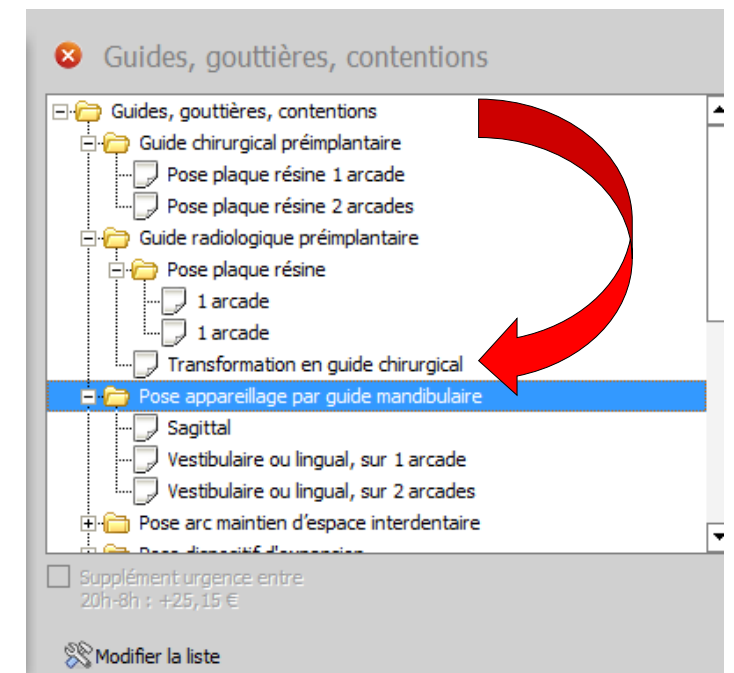 Guides, gouttières, contentions
Guides, gouttières, contentions
Guide chirurgical préimplantaire
Pose plaque résine 1 arcade
Pose plaque résine 2 arcades
Guide radiologique préimplantaire
Pose plaque résine
1 arcade
1 arcade
Transformation en guide chirurgical
Pose appareillage par guide mandibulaire
Sagittal
Vestibulaire ou lingual, sur 1 arcade
Vestibulaire ou lingual, sur 2 arcades
Pose arc maintien d’espace interdentaire
Pose dispositif d'expansion
Supplément urgence entre
20h-8h : +25,15 €
Modifier la liste